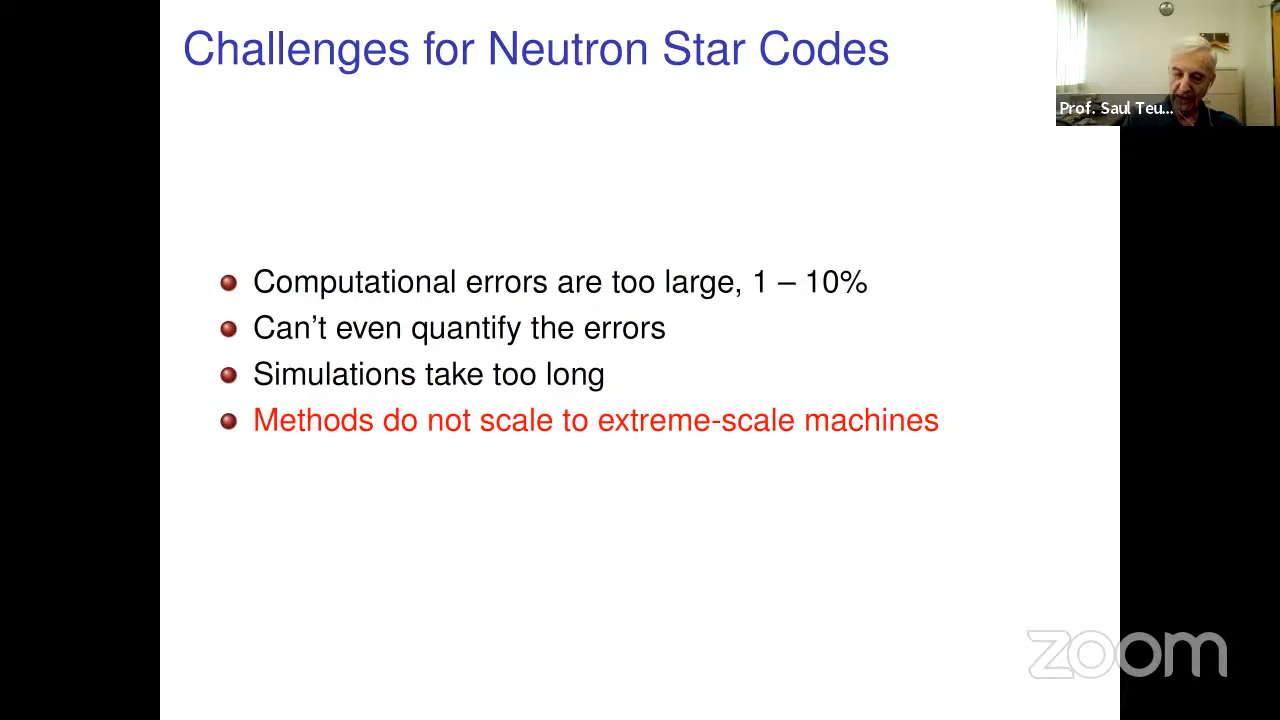 Challenges for Neutron Star Codes
Prof. Saul Teu...
Computational errors are too large, 1 – 10%
Can't even quantify the errors
Simulations take too long
Methods do not scale to extreme-scale machines
zoom